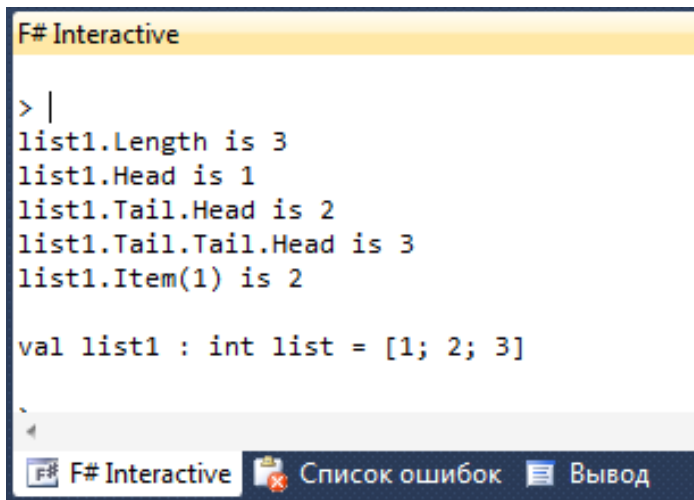 F# Interactive
> 
list1.Length is 3
list1.Head is 1
list1.Tail.Head is 2
list1.Tail.Tail.Head is 3
list1.Item(1) is 2
val list1 : int list = [1; 2; 3]
F# Interactive Список ошибок Вывод